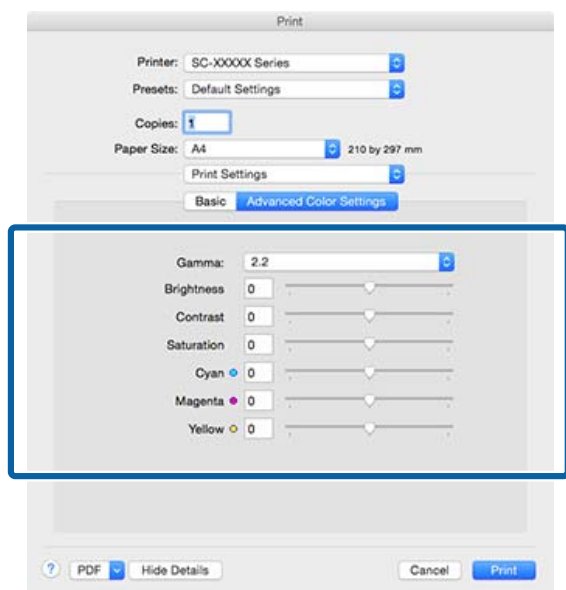 Print
Printer: SC-XXXXX Series
Presets: Default Settings
Copies: 1
Paper Size: A4 210 by 297 mm
Print Settings
Basic Advanced Color Settings
Gamma: 2.2
Brightness 0
Contrast 0
Saturation 0
Cyan 0
Magenta 0
Yellow 0
? PDF Hide Details Cancel Print